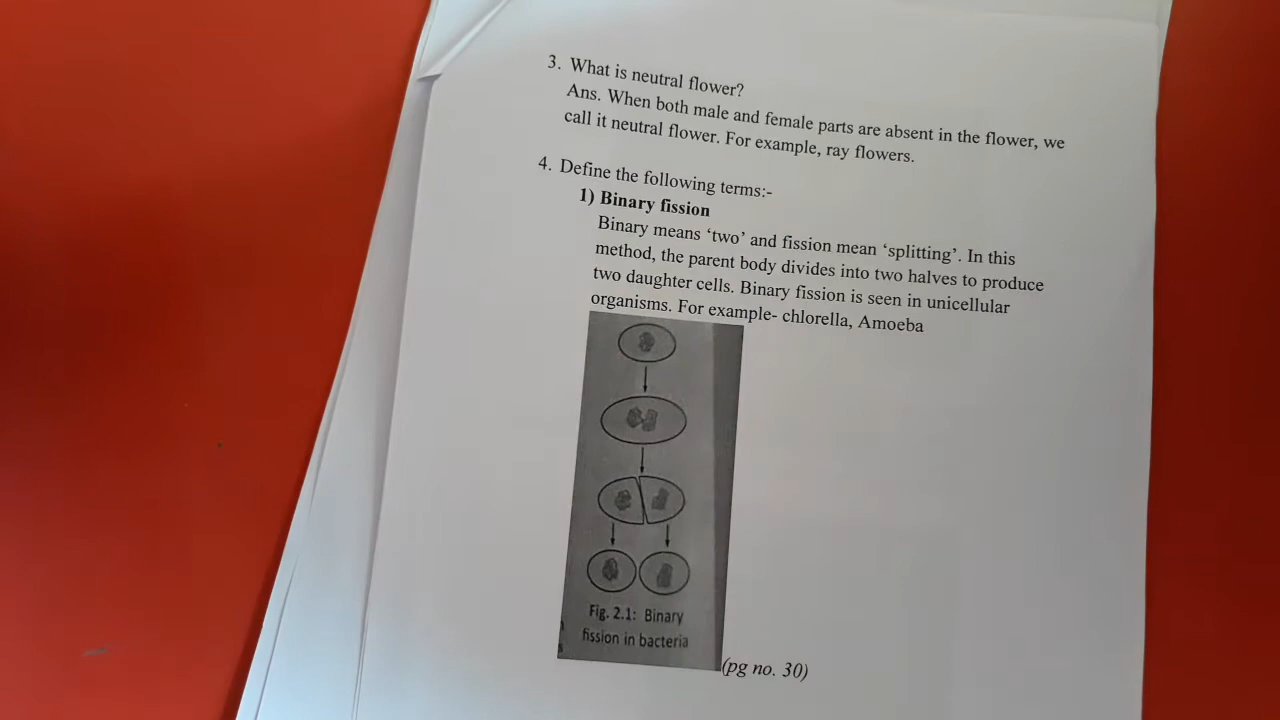 3. What is neutral flower?
Ans. When both male and female parts are absent in the flower, we
call it neutral flower. For example, ray flowers.
4. Define the following terms:-
1) Binary fission
Binary means ‘two’ and fission mean ‘splitting’. In this
method, the parent body divides into two halves to produce
two daughter cells. Binary fission is seen in unicellular
organisms. For example- chlorella, Amoeba
Fig. 2.1: Binary
fission in bacteria
(pg no. 30)